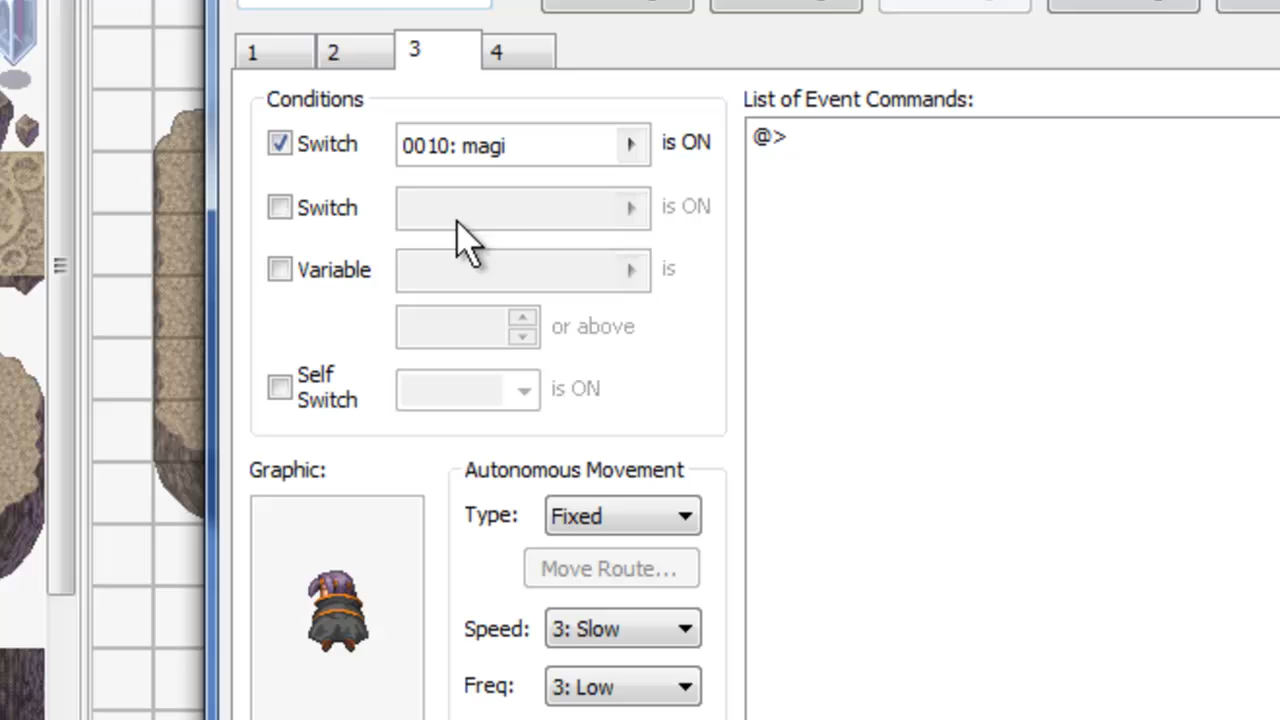 1 2 3 4
Conditions
Switch 0010: magi is ON
Switch is ON
Variable is
or above
Self
Switch is ON
List of Event Commands:
@>
Graphic:
Autonomous Movement
Type: Fixed
Move Route...
Speed: 3: Slow
Freq: 3: Low